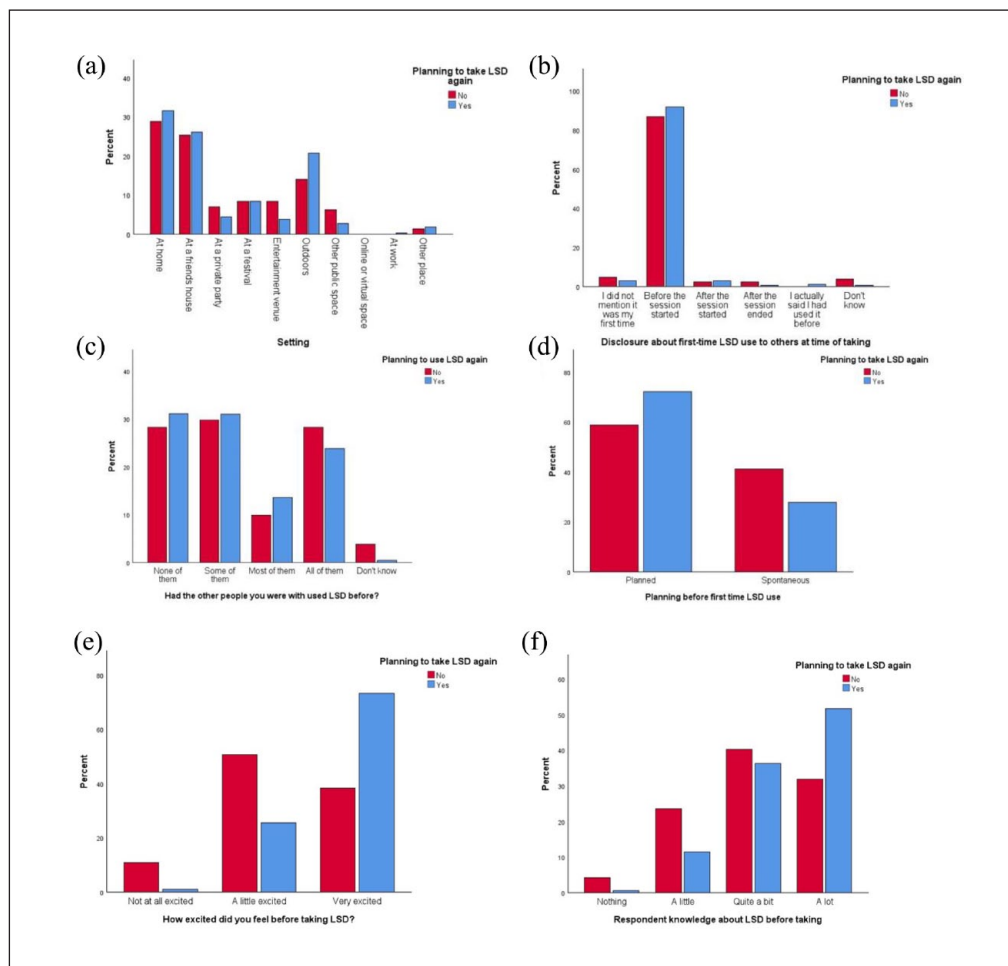 (a)
Planning to take LSD
again
No
Yes
40
30
20
10
0
Percent
At home
At a friends house
At a private party
At a festival
Entertainment venue
Outdoors
Other public space
Online or virtual space
At work
Other place
Setting
(b)
Planning to take LSD again
No
Yes
100
80
60
40
20
0
Percent
I did not
mention it
was my
first time
Before the
session
started
After the
session
started
After the
session
ended
I actually
said I had
used it
before
Don't
know
Disclosure about first-time LSD use to others at time of taking
(c)
Planning to use LSD again
No
Yes
40
30
20
10
0
Percent
None of
them
Some of
them
Most of them
All of them
Don't know
Had the other people you were with used LSD before?
(d)
Planning to take LSD again
No
Yes
80
60
40
20
0
Percent
Planned
Spontaneous
Planning before first time LSD use
(e)
Planning to take LSD again
No
Yes
80
60
40
20
0
Percent
Not at all excited
A little excited
Very excited
How excited did you feel before taking LSD?
(f)
Planning to take LSD again
No
Yes
60
50
40
30
20
10
0
Percent
Nothing
A little
Quite a bit
A lot
Respondent knowledge about LSD before taking